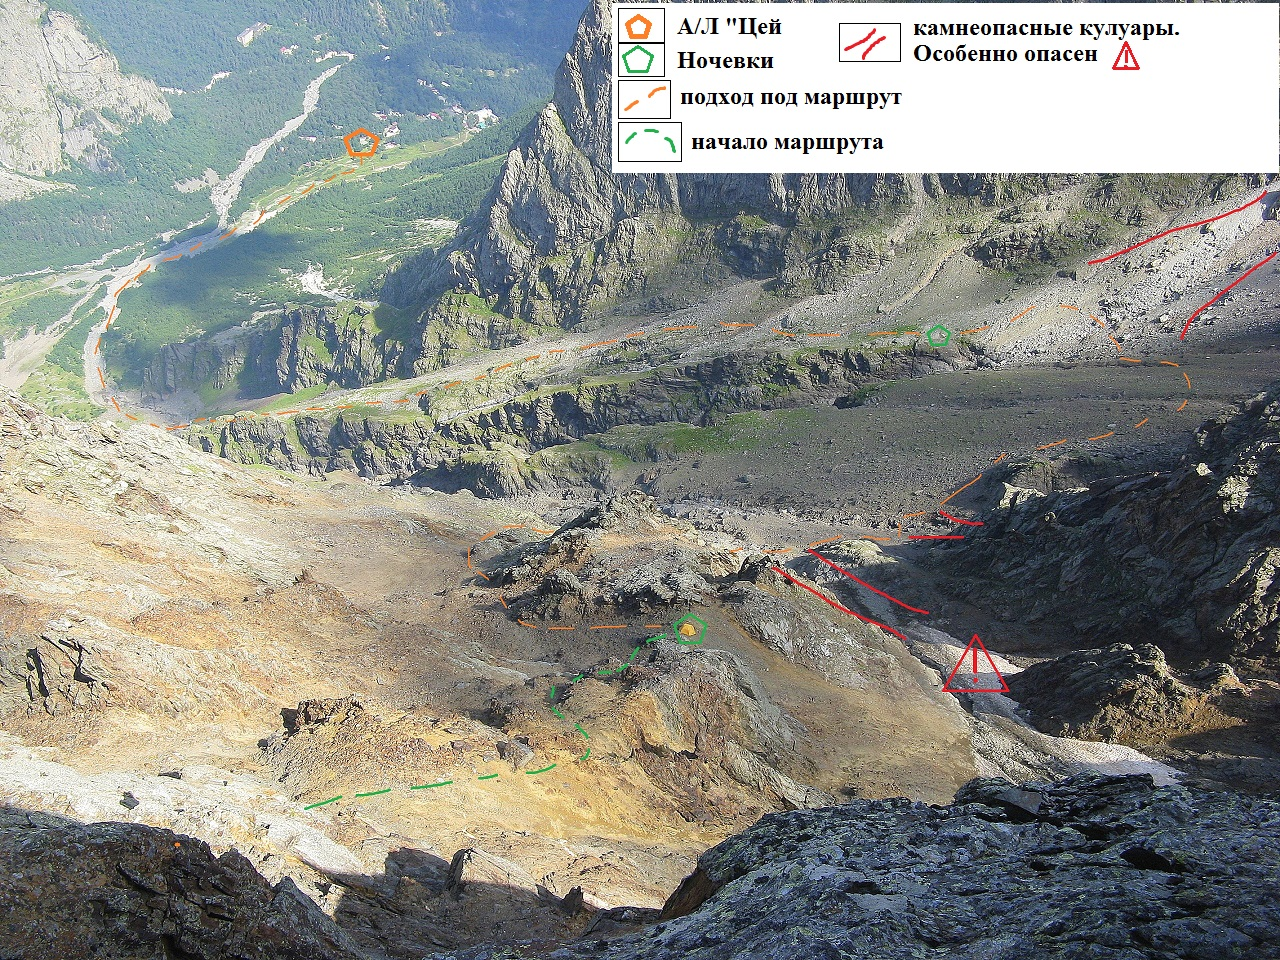 А/Л "Цей
Ночевки
подход под маршрут
начало маршрута
камнеопасные кулуары.
Особенно опасен